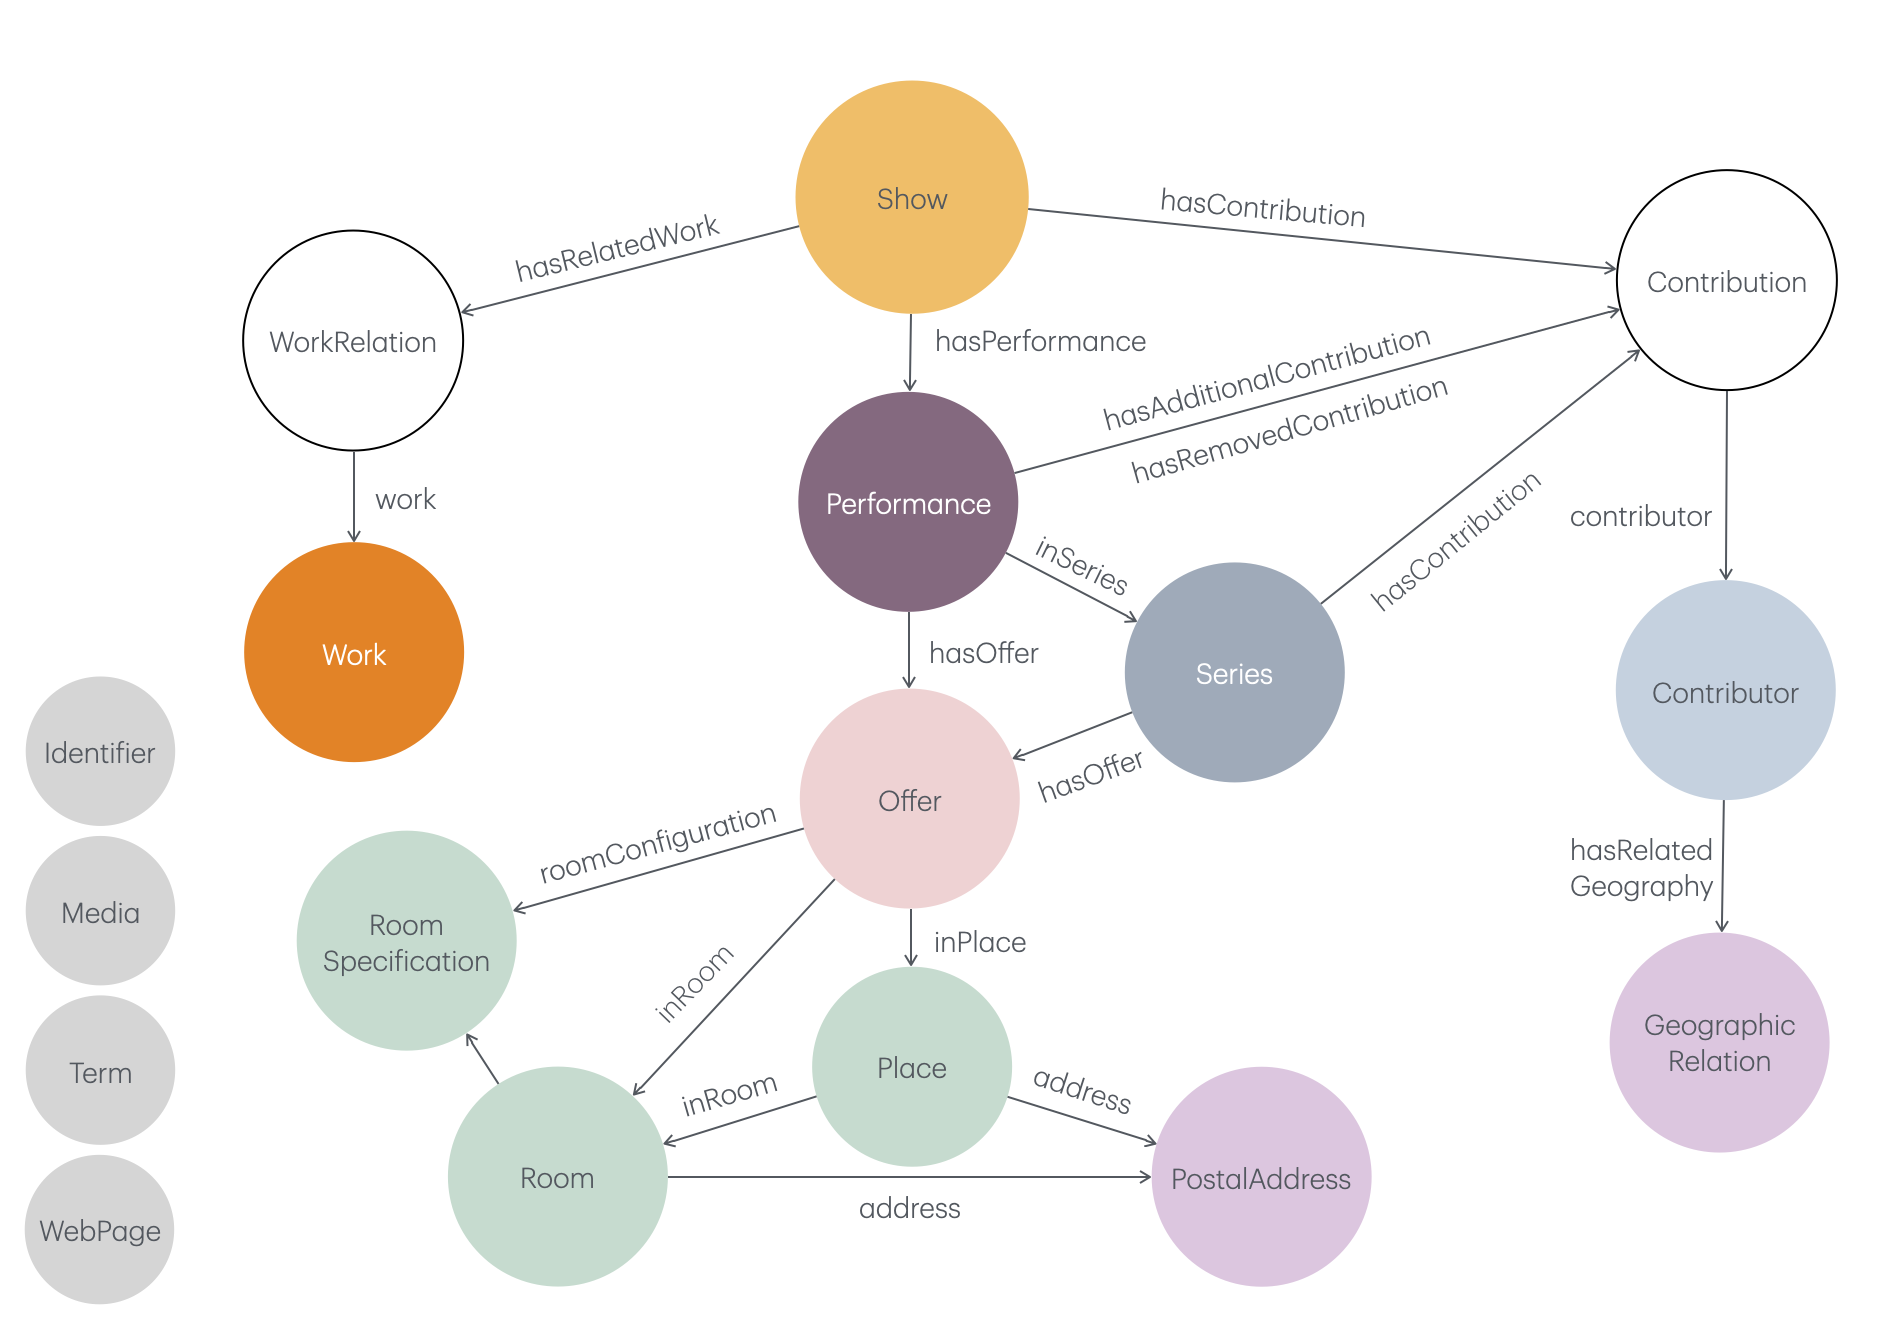 Show
hasContribution
hasRelatedWork
Contribution
WorkRelation
hasPerformance
hasAdditionalContribution
hasRemovedContribution
work
Performance
contributor
inSeries
hasContribution
Work
hasOffer
Series
Contributor
Identifier
hasOffer
Offer
roomConfiguration
hasRelated
Geography
Media
Room
Specification
inPlace
inRoom
Geographic
Relation
Term
Place
inRoom
address
Room
PostalAddress
address
WebPage